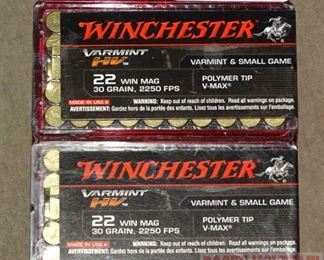 WINCHESTER
VARMINT HV
VARMINT & SMALL GAME
22 WIN MAG
30 GRAIN, 2250 FPS
POLYMER TIP
V-MAX®
MADE IN USA
WARNING: Keep out of reach of children. Read all warnings on package.
AVERTISSEMENT: Gardez hors de la portée des enfants. Lisez tous les avertissements sur l'emballage.
WINCHESTER
VARMINT HV
VARMINT & SMALL GAME
22 WIN MAG
30 GRAIN, 2250 FPS
POLYMER TIP
V-MAX®
MADE IN USA
WARNING: Keep out of reach of children. Read all warnings on package.
AVERTISSEMENT: Gardez hors de la portée des enfants. Lisez tous les avertissements sur l'emballage.